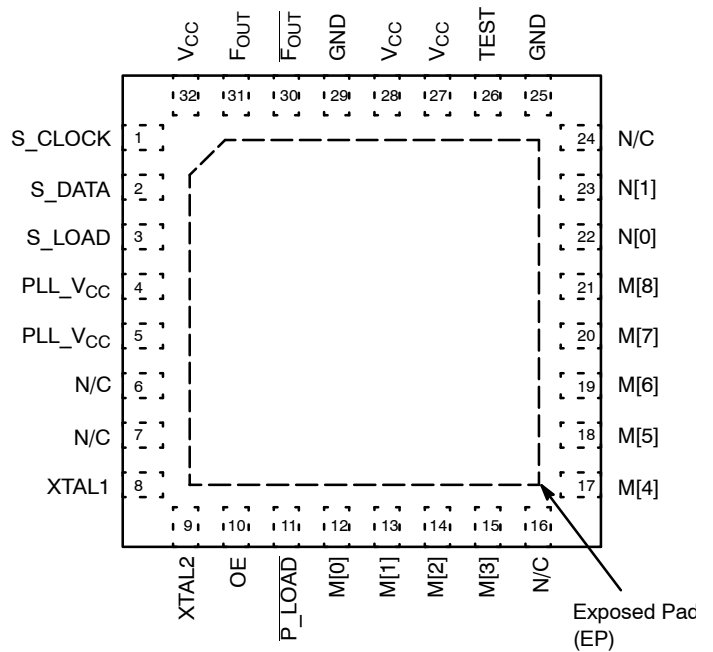 VCC
FOUT
FOUT
GND
VCC
VCC
TEST
GND
32 31 30 29 28 27 26 25
S_CLOCK 1 24 N/C
S_DATA 2 23 N[1]
S_LOAD 3 22 N[0]
PLL_VCC 4 21 M[8]
PLL_VCC 5 20 M[7]
N/C 6 19 M[6]
N/C 7 18 M[5]
XTAL1 8 17 M[4]
9 10 11 12 13 14 15 16
XTAL2
OE
P_LOAD
M[0]
M[1]
M[2]
M[3]
N/C
Exposed Pad
(EP)